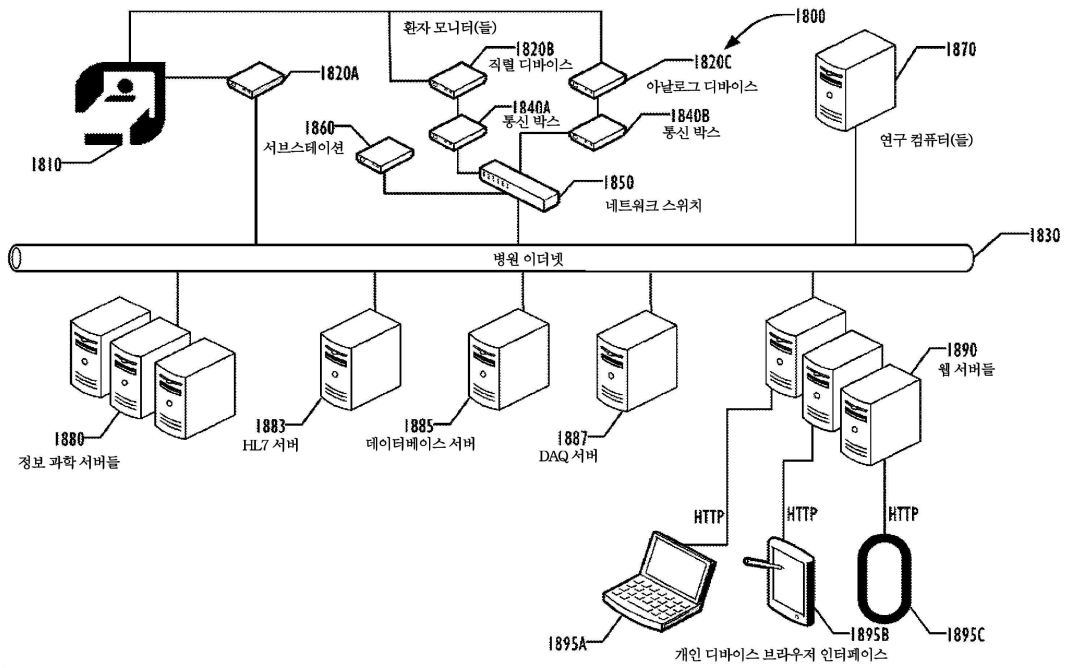 환자 모니터(들)
1800
1820A
1820B
직렬 디바이스
1820C
아날로그 디바이스
1870
연구 컴퓨터(들)
1810
1860
서브스테이션
1840A
통신 박스
1840B
통신 박스
1850
네트워크 스위치
1830
병원 이더넷
1880
정보 과학 서버들
1883
HL7 서버
1885
데이터베이스 서버
1887
DAQ 서버
1890
웹 서버들
HTTP
HTTP
HTTP
1895A
1895B
1895C
개인 디바이스 브라우저 인터페이스